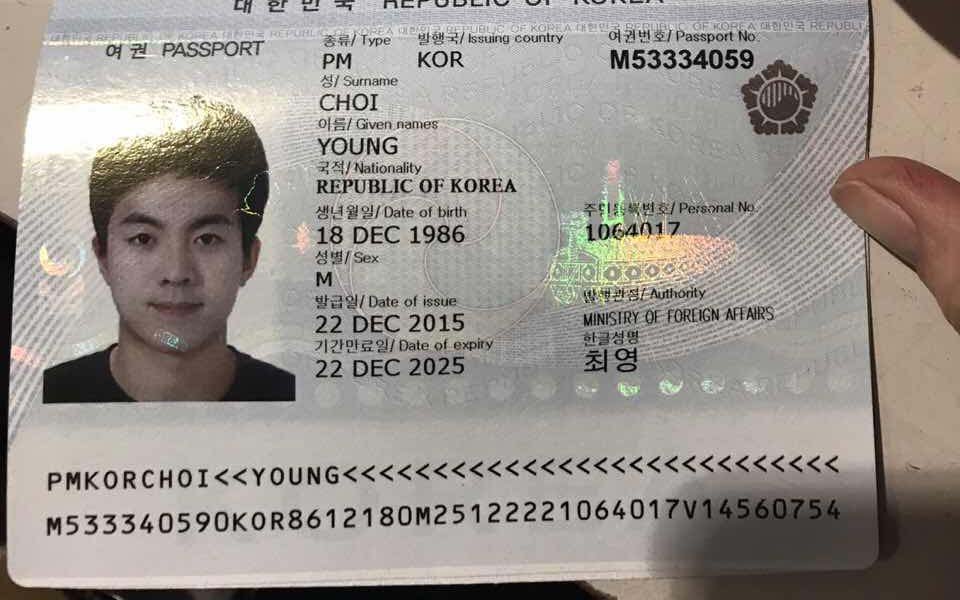 대한민국 REPUBLIC OF KOREA
여권 PASSPORT
종류/ Type 발행국/ Issuing country 여권번호/ Passport No.
PM KOR M53334059
성/ Surname
CHOI
이름/ Given names
YOUNG
국적/ Nationality
REPUBLIC OF KOREA
생년월일/ Date of birth 주민등록번호/ Personal No.
18 DEC 1986 1064017
성별/ Sex
M
발급일/ Date of issue 발행관청/ Authority
22 DEC 2015 MINISTRY OF FOREIGN AFFAIRS
기간만료일/ Date of expiry 한글성명
22 DEC 2025 최영
PMKORCHOI<<YOUNG<<<<<<<<<<<<<<<<<<<<<<<<<<<<
M533340590KOR8612180M25122221064017V14560754